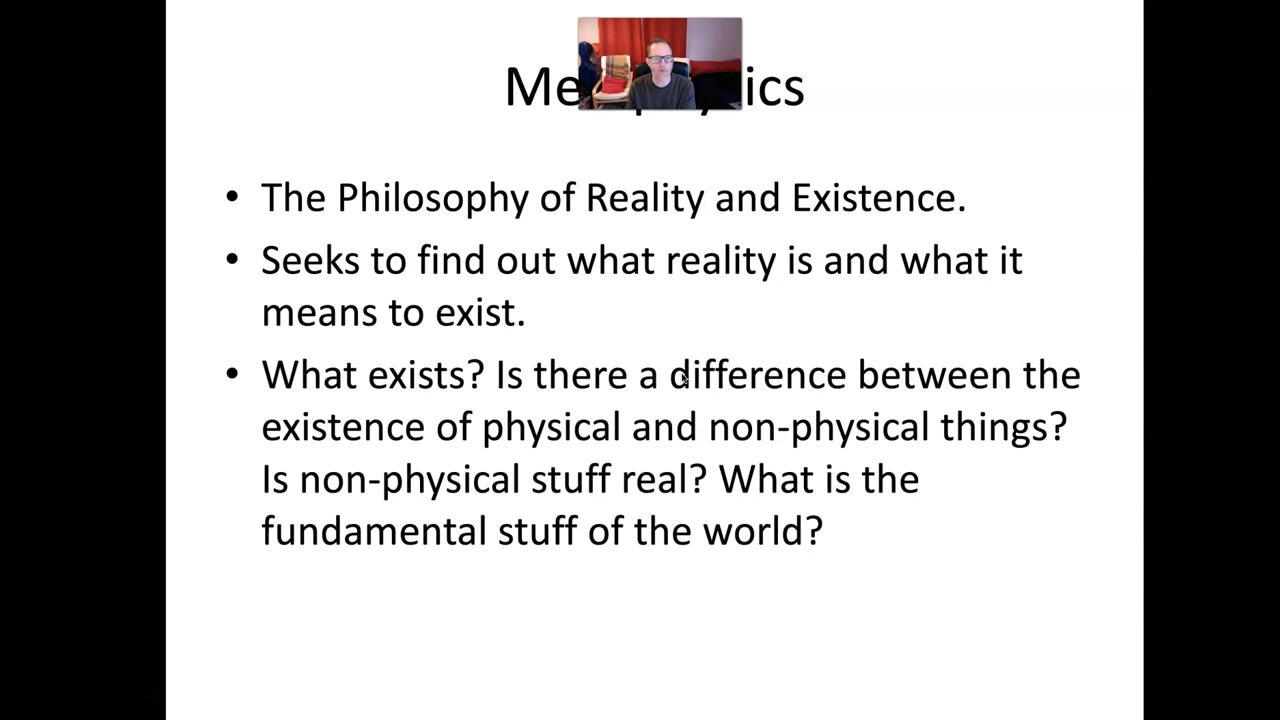 Me ics
• The Philosophy of Reality and Existence.
• Seeks to find out what reality is and what it
means to exist.
• What exists? Is there a difference between the
existence of physical and non-physical things?
Is non-physical stuff real? What is the
fundamental stuff of the world?